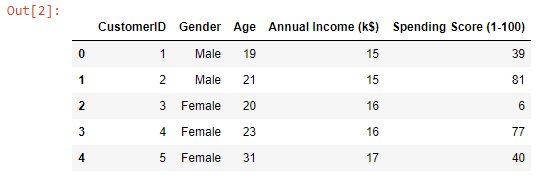 Out[2]:
CustomerID Gender Age Annual Income (k$) Spending Score (1-100)
0 1 Male 19 15 39
1 2 Male 21 15 81
2 3 Female 20 16 6
3 4 Female 23 16 77
4 5 Female 31 17 40